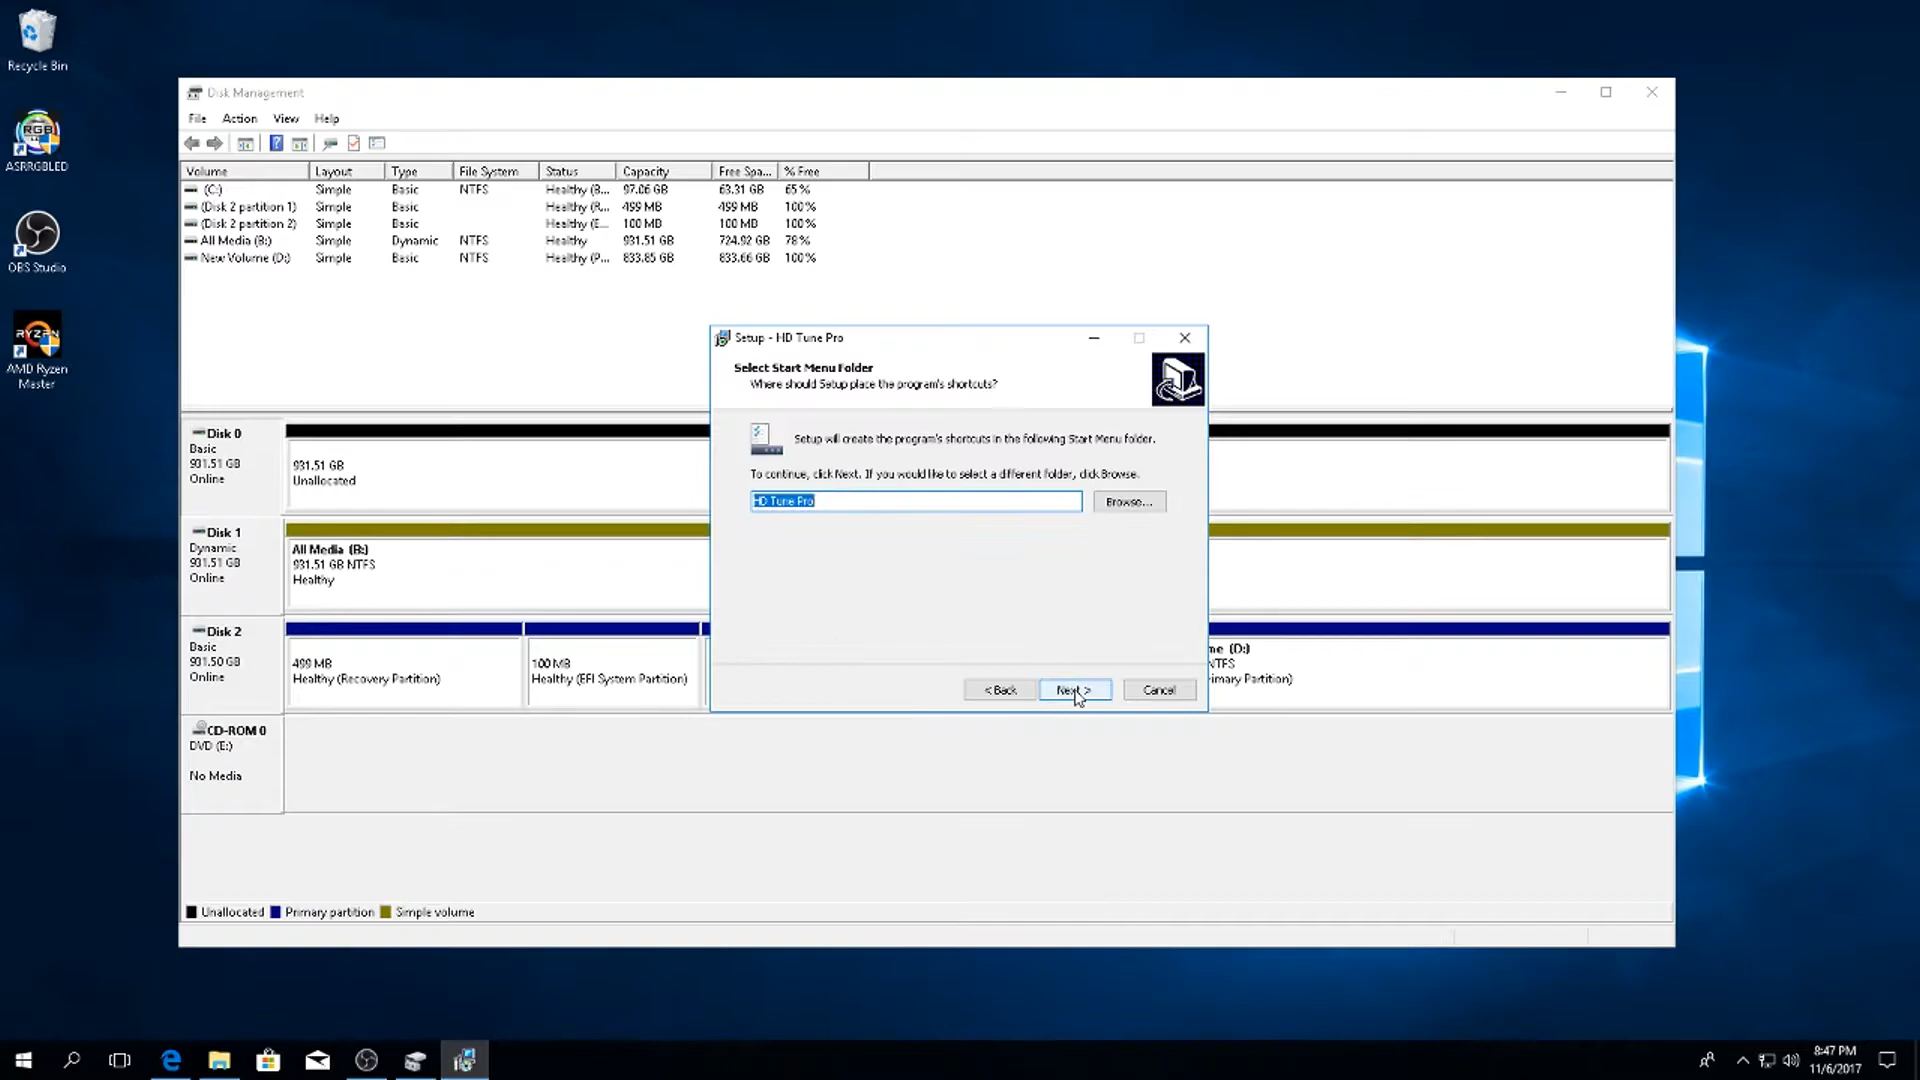 Recycle Bin
ASRRGBLED
OBS Studio
RYZEN
AMD Ryzen
Master
Disk Management
File Action View Help
Volume Layout Type File System Status Capacity Free Spa... % Free
(C:) Simple Basic NTFS Healthy (B... 97.06 GB 63.31 GB 65 %
(Disk 2 partition 1) Simple Basic Healthy (R... 499 MB 499 MB 100 %
(Disk 2 partition 2) Simple Basic Healthy (E... 100 MB 100 MB 100 %
All Media (B:) Simple Dynamic NTFS Healthy 931.51 GB 724.92 GB 78 %
New Volume (D:) Simple Basic NTFS Healthy (P... 833.85 GB 833.66 GB 100 %
Setup - HD Tune Pro
Select Start Menu Folder
Where should Setup place the program's shortcuts?
Setup will create the program's shortcuts in the following Start Menu folder.
To continue, click Next. If you would like to select a different folder, click Browse.
HD Tune Pro Browse...
< Back Next > Cancel
Disk 0
Basic
931.51 GB
Online
931.51 GB
Unallocated
Disk 1
Dynamic
931.51 GB
Online
All Media (B:)
931.51 GB NTFS
Healthy
Disk 2
Basic
931.50 GB
Online
499 MB
Healthy (Recovery Partition)
100 MB
Healthy (EFI System Partition)
me (D:)
NTFS
rimary Partition)
CD-ROM 0
DVD (E:)
No Media
Unallocated Primary partition Simple volume
8:47 PM
11/6/2017